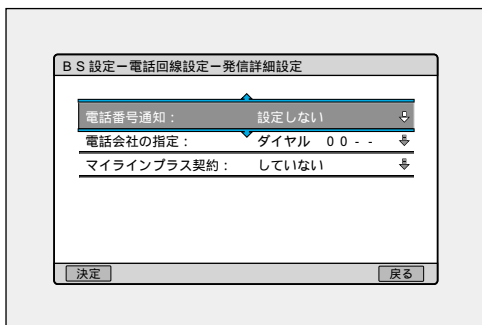 ＢＳ設定ー電話回線設定ー発信詳細設定
電話番号通知： 設定しない
電話会社の指定： ダイヤル ００--
マイラインプラス契約： していない
決定 戻る